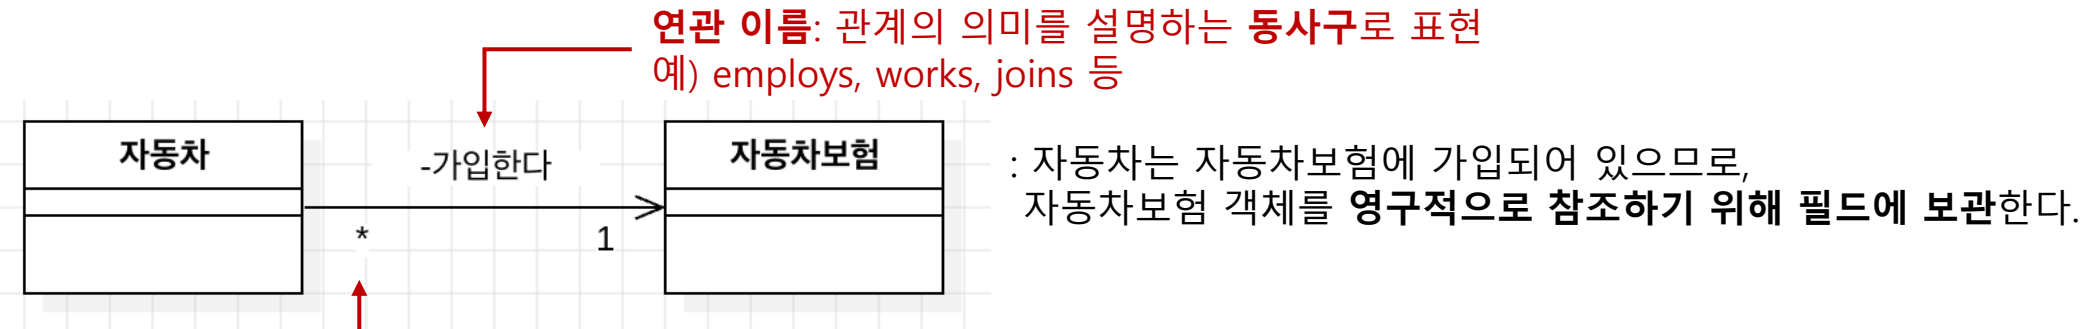 연관 이름: 관계의 의미를 설명하는 동사구로 표현
예) employs, works, joins 등
자동차
-가입한다
자동차보험
* 1
: 자동차는 자동차보험에 가입되어 있으므로,
자동차보험 객체를 영구적으로 참조하기 위해 필드에 보관한다.